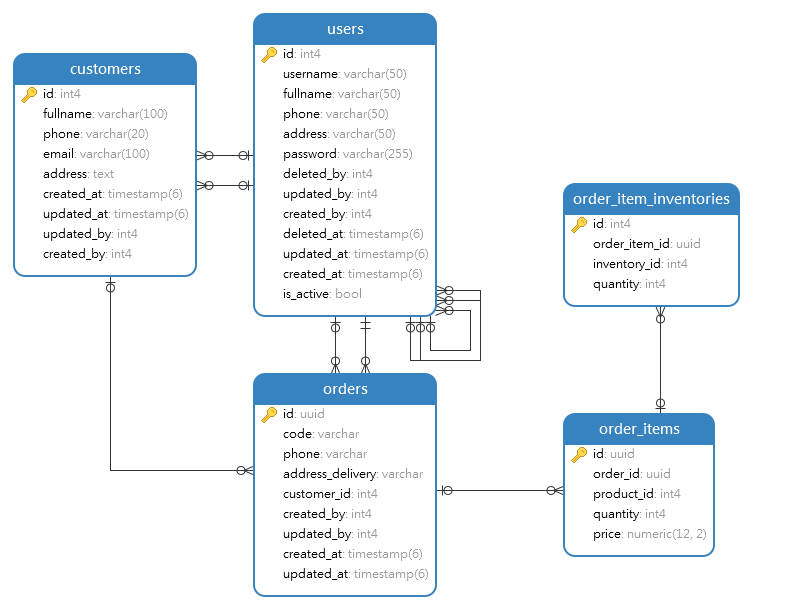 customers
id: int4
fullname: varchar(100)
phone: varchar(20)
email: varchar(100)
address: text
created_at: timestamp(6)
updated_at: timestamp(6)
updated_by: int4
created_by: int4
users
id: int4
username: varchar(50)
fullname: varchar(50)
phone: varchar(50)
address: varchar(50)
password: varchar(255)
deleted_by: int4
updated_by: int4
created_by: int4
deleted_at: timestamp(6)
updated_at: timestamp(6)
created_at: timestamp(6)
is_active: bool
order_item_inventories
id: int4
order_item_id: uuid
inventory_id: int4
quantity: int4
orders
id: uuid
code: varchar
phone: varchar
address_delivery: varchar
customer_id: int4
created_by: int4
updated_by: int4
created_at: timestamp(6)
updated_at: timestamp(6)
order_items
id: uuid
order_id: uuid
product_id: int4
quantity: int4
price: numeric(12, 2)